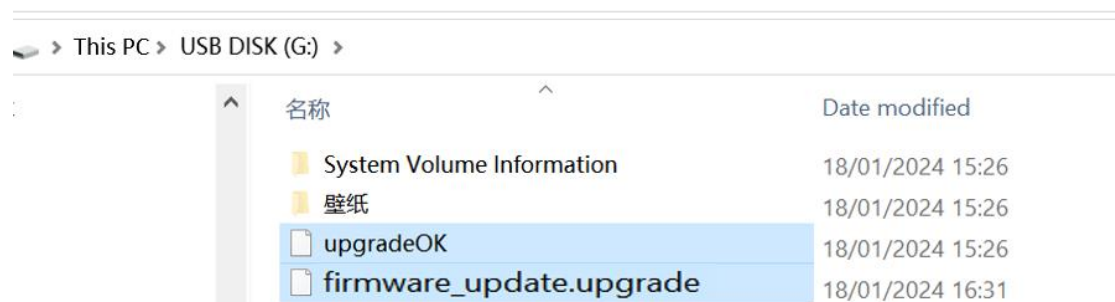 > This PC > USB DISK (G:) >
名称 Date modified
System Volume Information 18/01/2024 15:26
壁纸 18/01/2024 15:26
upgradeOK 18/01/2024 15:26
firmware_update.upgrade 18/01/2024 16:31